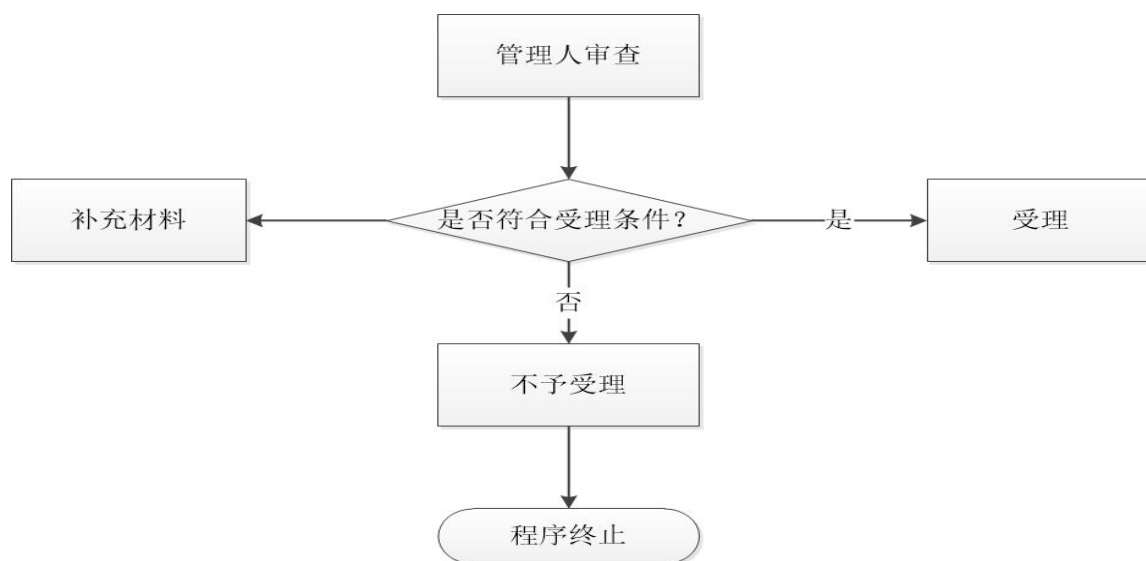 管理人审查
补充材料
是否符合受理条件？
是
受理
否
不予受理
程序终止